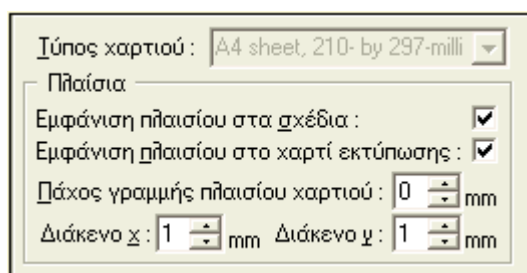 Τύπος χαρτιού : A4 sheet, 210- by 297-milli
Πλαίσια
Εμφάνιση πλαισίου στα σχέδια :
Εμφάνιση πλαισίου στο χαρτί εκτύπωσης :
Πάχος γραμμής πλαισίου χαρτιού : 0 mm
Διάκενο x : 1 mm Διάκενο y : 1 mm